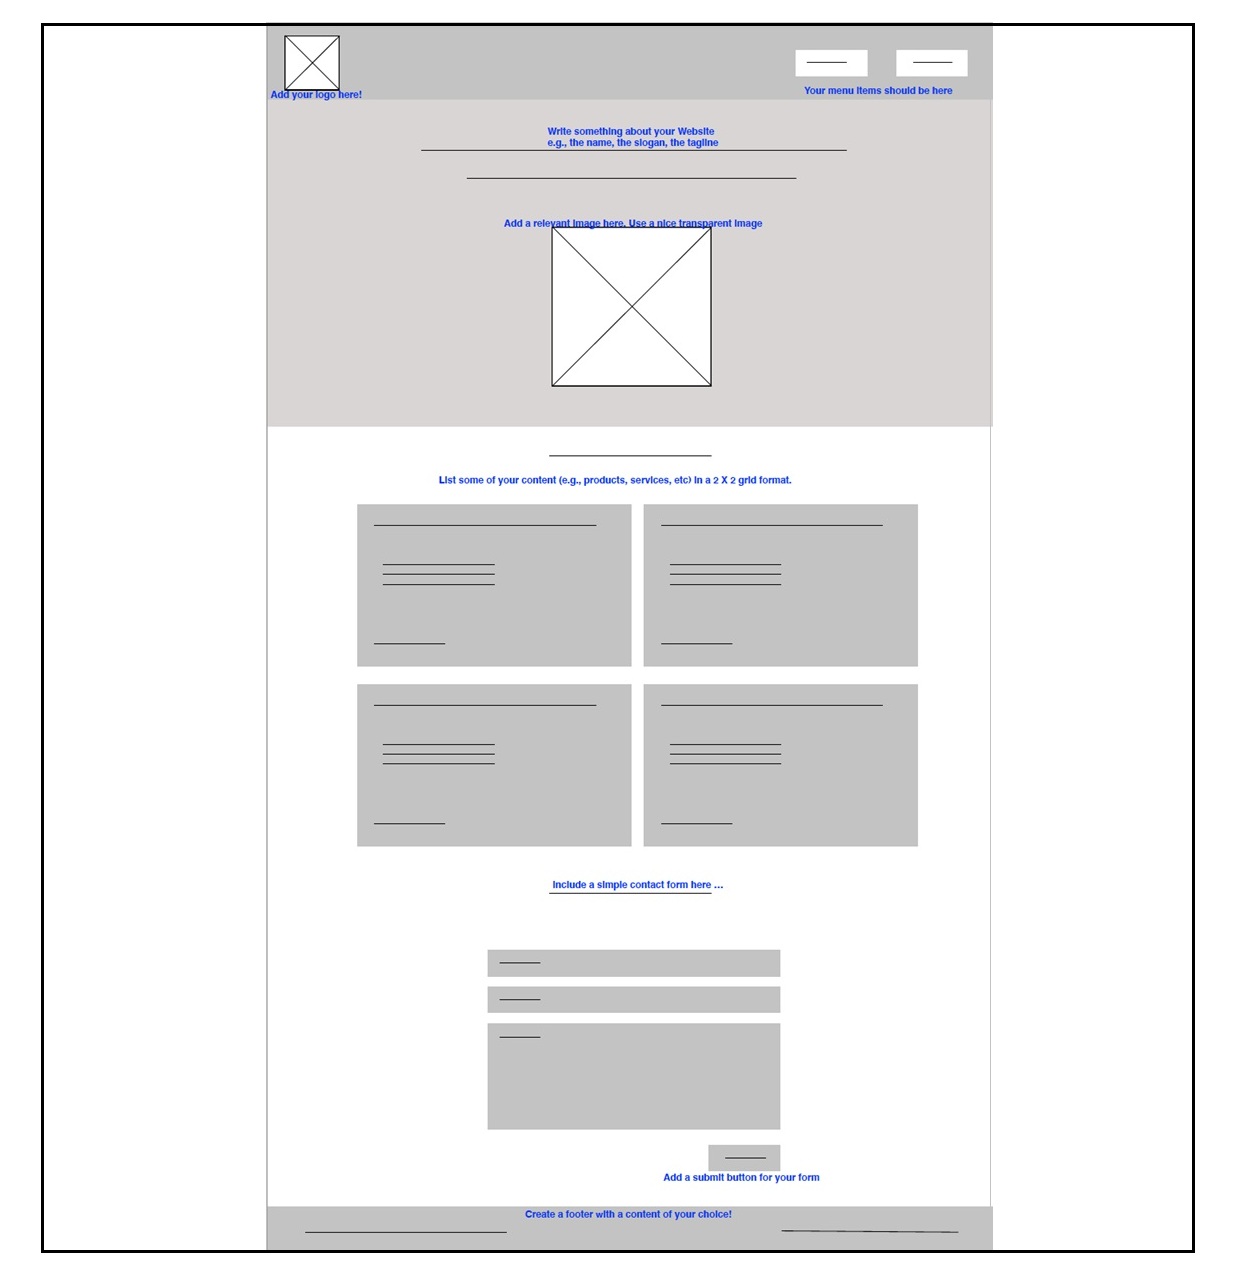 Add your logo here!
Your menu items should be here
Write something about your Website
e.g., the name, the slogan, the tagline
Add a relevant image here. Use a nice transparent image
List some of your content (e.g., products, services, etc) in a 2 X 2 grid format.
Include a simple contact form here ...
Add a submit button for your form
Create a footer with a content of your choice!